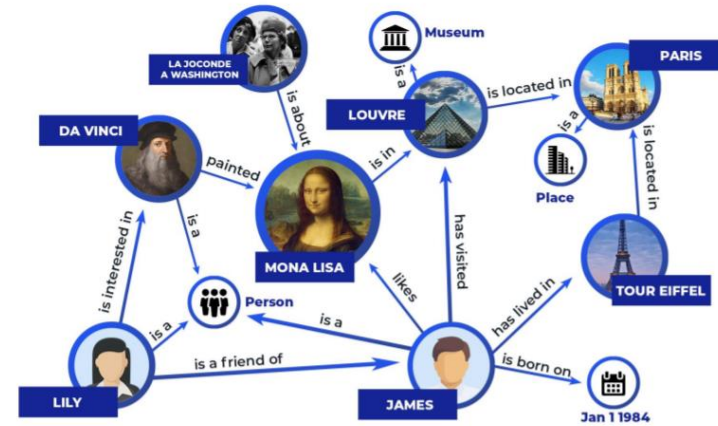 Museum
PARIS
LA JOCONDE
A WASHINGTON
is a
is located in
LOUVRE
is about
is a
is located in
DA VINCI
painted
is in
Place
is a
has visited
is interested in
MONA LISA
TOUR EIFFEL
likes
has lived in
Person
is a
is a
is a friend of
is born on
LILY
JAMES
Jan 1 1984